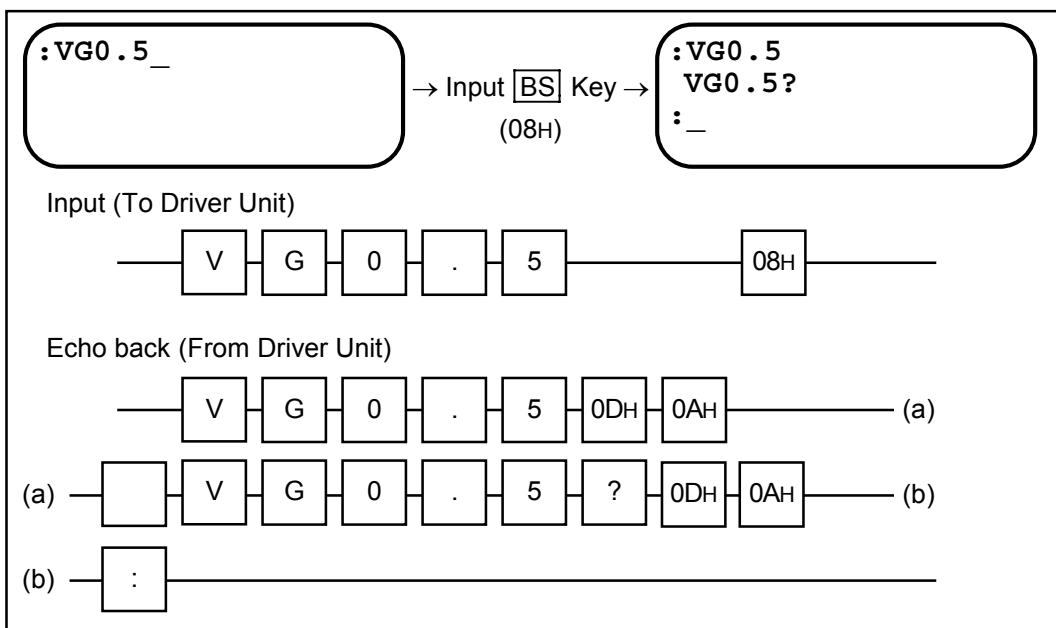 :VG0.5_
→ Input BS Key →
(08H)
:VG0.5
VG0.5?
:_
Input (To Driver Unit)
V G 0 . 5 08H
Echo back (From Driver Unit)
V G 0 . 5 0DH 0AH (a)
(a) V G 0 . 5 ? 0DH 0AH (b)
(b) :